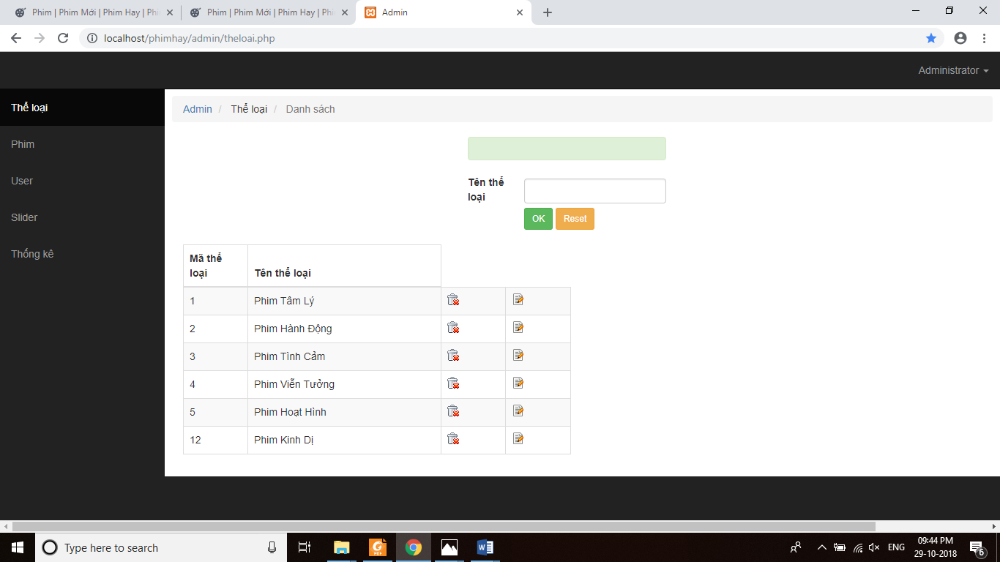 Phim | Phim Mới | Phim Hay | Phi
Phim | Phim Mới | Phim Hay | Phi
Admin
localhost/phimhay/admin/theloai.php
Administrator
Thể loại
Phim
User
Slider
Thống kê
Admin / Thể loại / Danh sách
Tên thể
loại
OK Reset
Mã thể
loại
Tên thể loại
1 Phim Tâm Lý
2 Phim Hành Động
3 Phim Tình Cảm
4 Phim Viễn Tưởng
5 Phim Hoạt Hình
12 Phim Kinh Dị
Type here to search
ENG
09:44 PM
29-10-2018
6